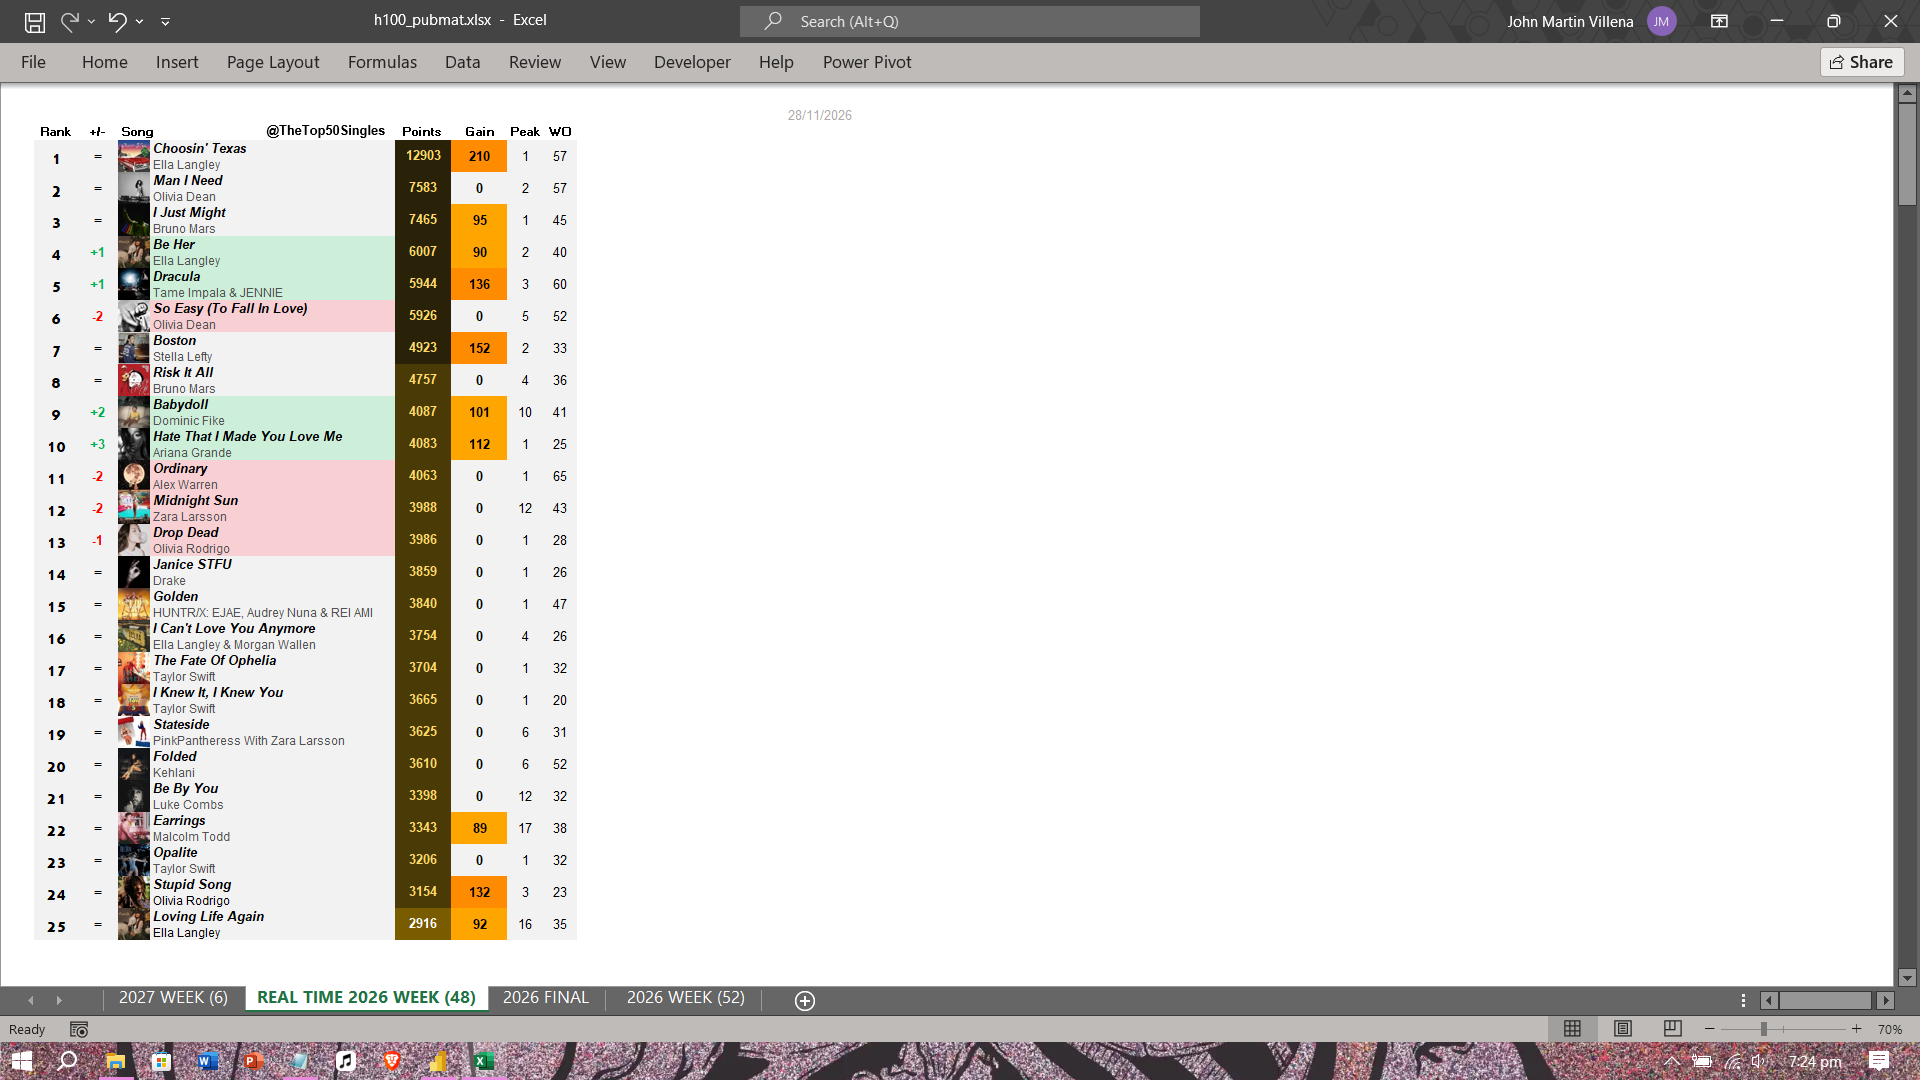 h100_pubmat.xlsx - Excel
Search (Alt+Q)
John Martin Villena
JM
File Home Insert Page Layout Formulas Data Review View Developer Help Power Pivot
Share
28/11/2026
Rank +/- Song @TheTop50Singles Points Gain Peak WO
1 = Choosin' Texas 12903 210 1 57
Ella Langley
2 = Man I Need 7583 0 2 57
Olivia Dean
3 = I Just Might 7465 95 1 45
Bruno Mars
4 +1 Be Her 6007 90 2 40
Ella Langley
5 +1 Dracula 5944 136 3 60
Tame Impala & JENNIE
6 -2 So Easy (To Fall In Love) 5926 0 5 52
Olivia Dean
7 = Boston 4923 152 2 33
Stella Lefty
8 = Risk It All 4757 0 4 36
Bruno Mars
9 +2 Babydoll 4087 101 10 41
Dominic Fike
10 +3 Hate That I Made You Love Me 4083 112 1 25
Ariana Grande
11 -2 Ordinary 4063 0 1 65
Alex Warren
12 -2 Midnight Sun 3988 0 12 43
Zara Larsson
13 -1 Drop Dead 3986 0 1 28
Olivia Rodrigo
14 = Janice STFU 3859 0 1 26
Drake
15 = Golden 3840 0 1 47
HUNTR/X: EJAE, Audrey Nuna & REI AMI
16 = I Can't Love You Anymore 3754 0 4 26
Ella Langley & Morgan Wallen
17 = The Fate Of Ophelia 3704 0 1 32
Taylor Swift
18 = I Knew It, I Knew You 3665 0 1 20
Taylor Swift
19 = Stateside 3625 0 6 31
PinkPantheress With Zara Larsson
20 = Folded 3610 0 6 52
Kehlani
21 = Be By You 3398 0 12 32
Luke Combs
22 = Earrings 3343 89 17 38
Malcolm Todd
23 = Opalite 3206 0 1 32
Taylor Swift
24 = Stupid Song 3154 132 3 23
Olivia Rodrigo
25 = Loving Life Again 2916 92 16 35
Ella Langley
2027 WEEK (6) REAL TIME 2026 WEEK (48) 2026 FINAL 2026 WEEK (52)
Ready
70%
7:24 pm